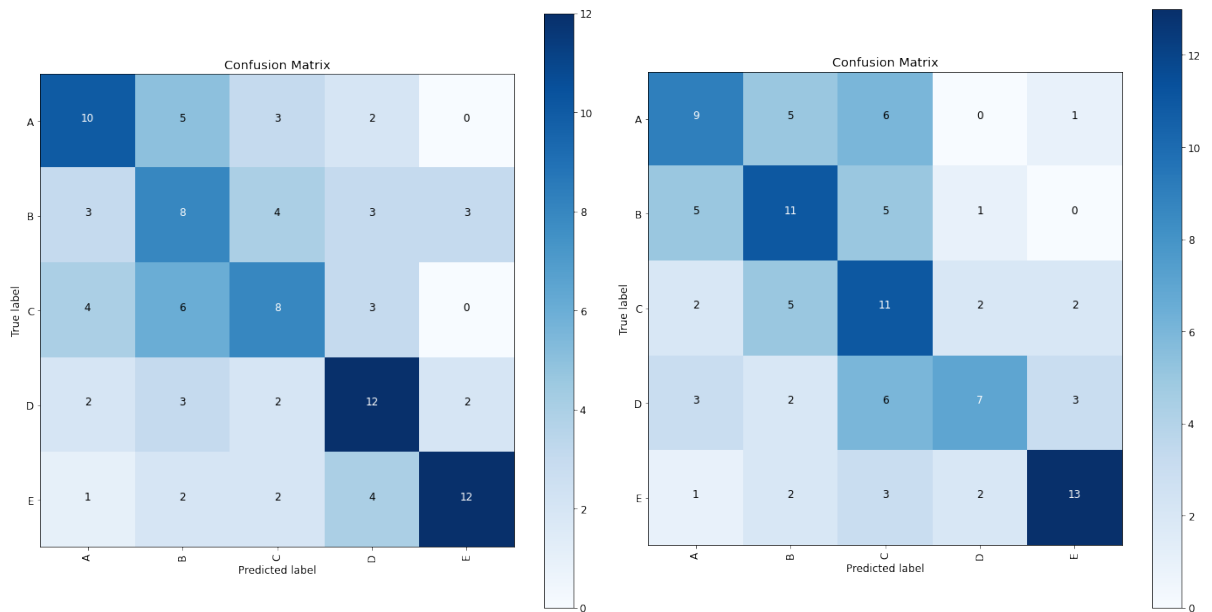 Confusion Matrix
A 10 5 3 2 0
B 3 8 4 3 3
C 4 6 8 3 0
D 2 3 2 12 2
E 1 2 2 4 12
A B C D E
True label
Predicted label
12
10
8
6
4
2
0
Confusion Matrix
A 9 5 6 0 1
B 5 11 5 1 0
C 2 5 11 2 2
D 3 2 6 7 3
E 1 2 3 2 13
A B C D E
True label
Predicted label
12
10
8
6
4
2
0